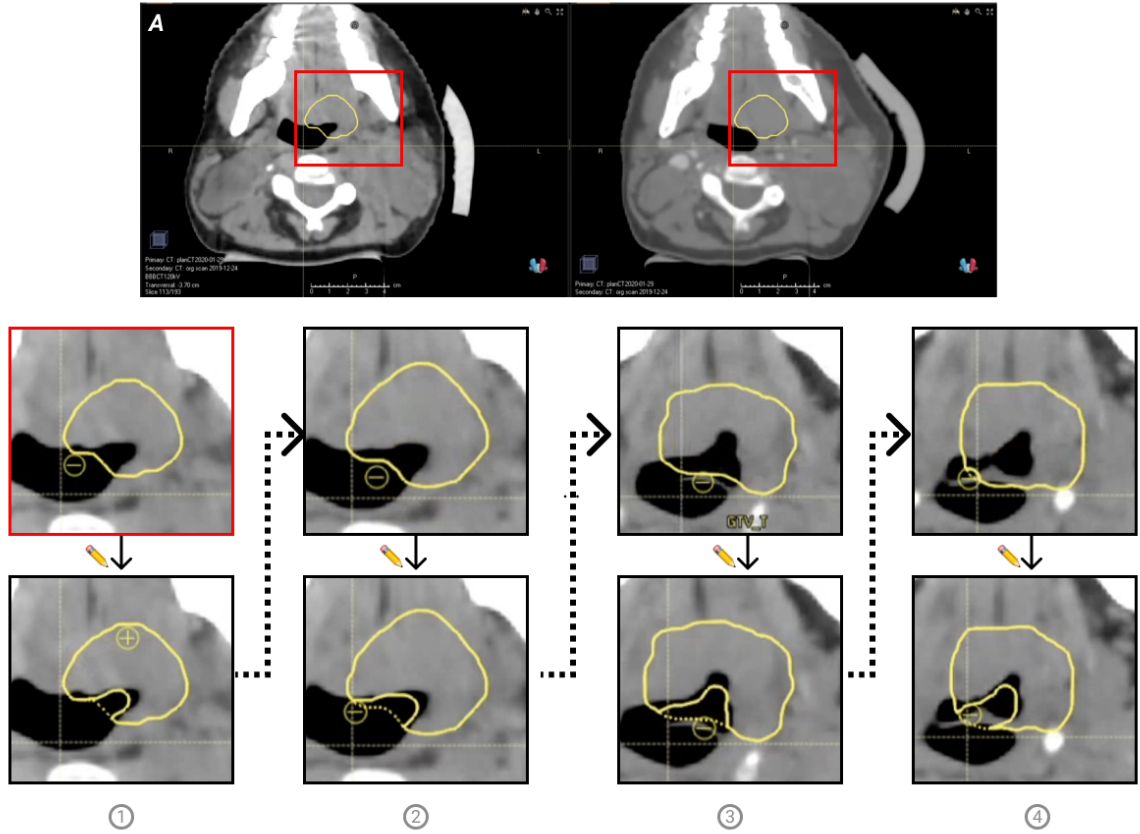 A
R
L
R
L
Primary: CT: planCT2020-01-29
Secondary: CT: org scan 2019-12-24
BBBCT120kV
Transversal -3.70 cm
Slice 113/193
P
0 1 2 3 4 cm
Primary: CT: planCT2020-01-29
Secondary: CT: org scan 2019-12-24
P
0 1 2 3 4 cm
GTV_T
1
2
3
4